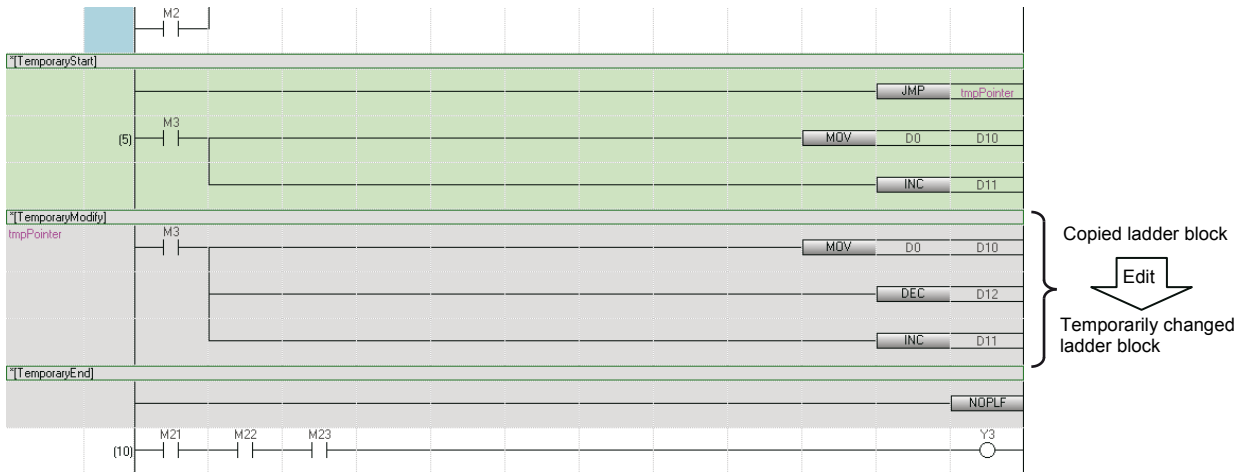 M2
*[TemporaryStart]
JMP tmpPointer
M3
(5) MOV D0 D10
INC D11
*[TemporaryModify]
tmpPointer M3
MOV D0 D10
DEC D12
INC D11
Copied ladder block
Edit
Temporarily changed
ladder block
*[TemporaryEnd]
NOPLF
M21 M22 M23 Y3
(10)